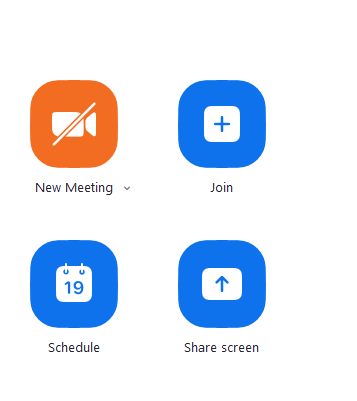 New Meeting
Join
19
Schedule
Share screen